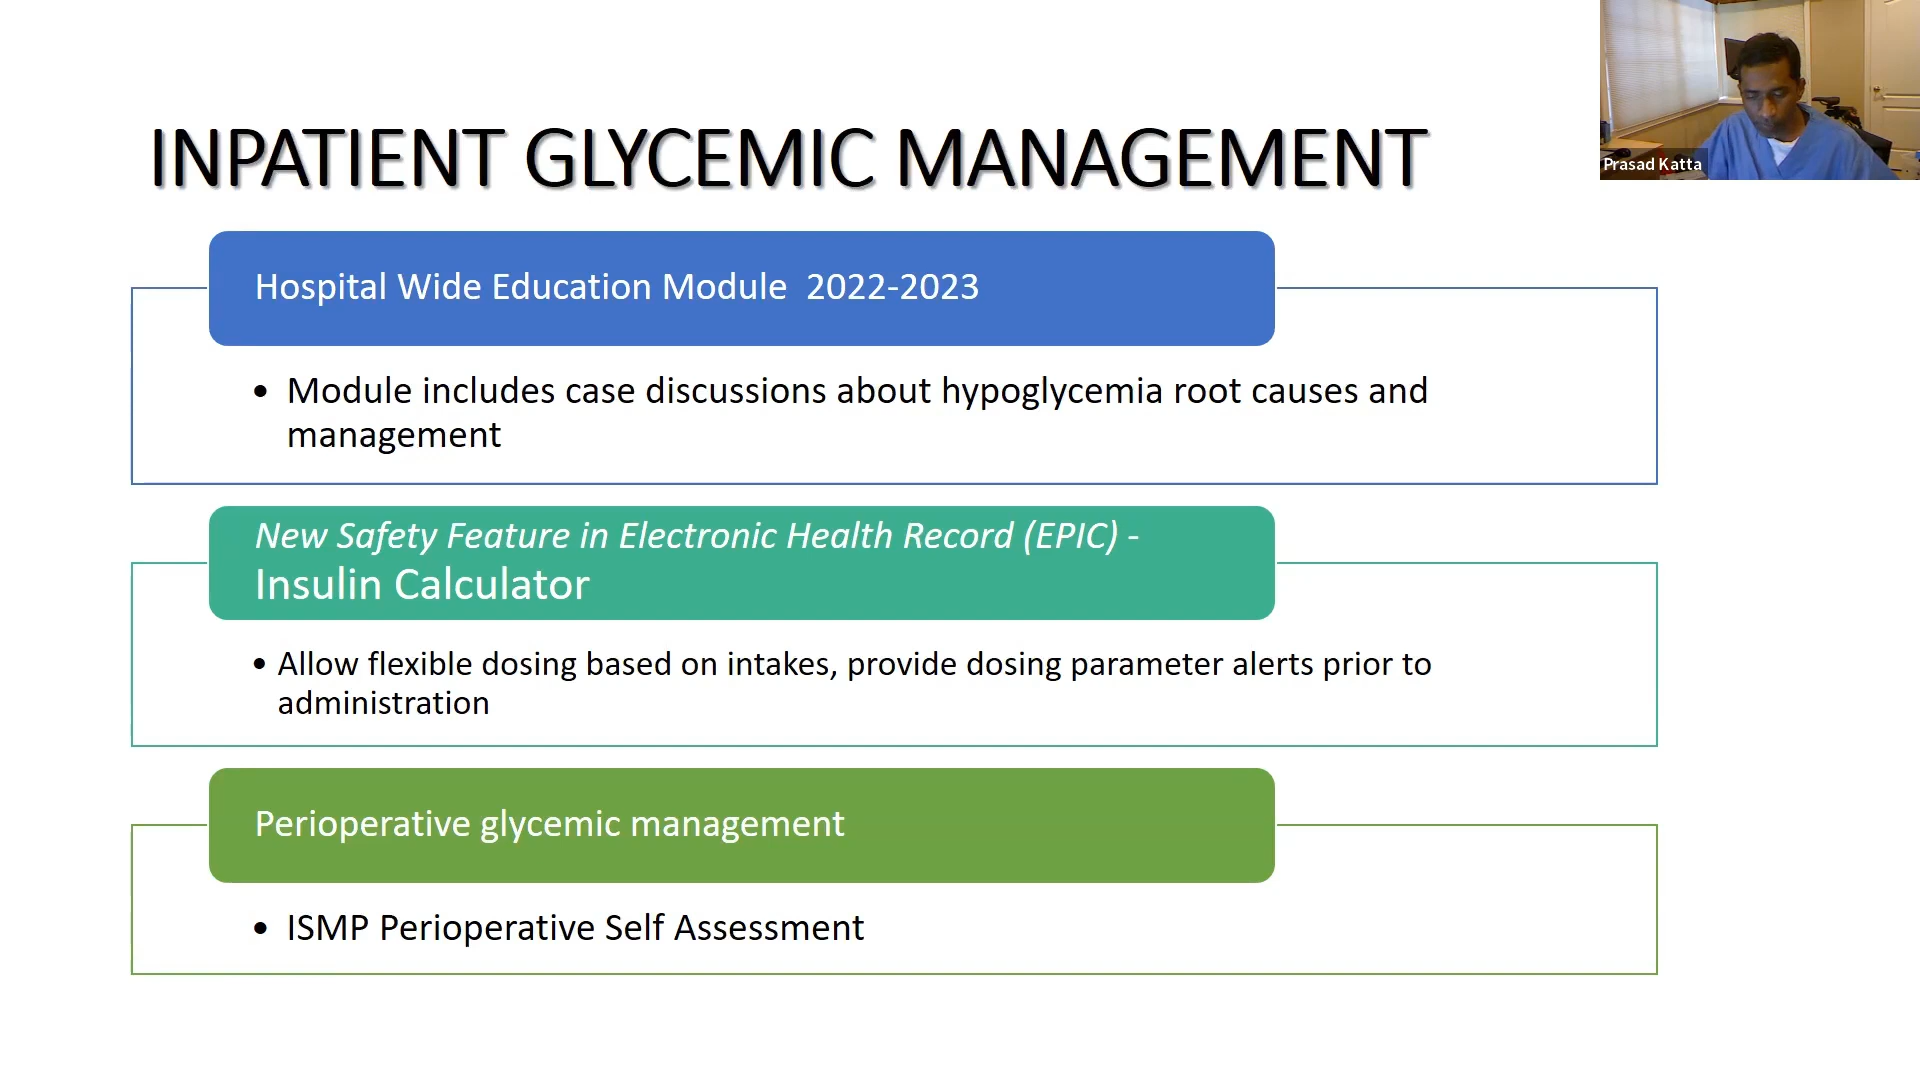 INPATIENT GLYCEMIC MANAGEMENT
Prasad Katta
Hospital Wide Education Module  2022-2023
• Module includes case discussions about hypoglycemia root causes and
management
New Safety Feature in Electronic Health Record (EPIC) -
Insulin Calculator
• Allow flexible dosing based on intakes, provide dosing parameter alerts prior to
administration
Perioperative glycemic management
• ISMP Perioperative Self Assessment